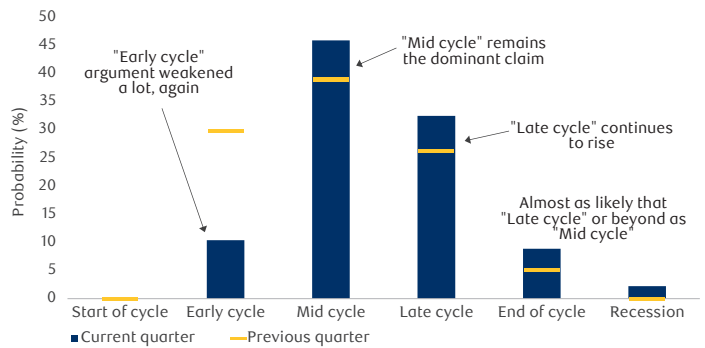 50
45
40
35
30
25
20
15
10
5
0
Probability (%)
"Early cycle"
argument weakened
a lot, again
"Mid cycle" remains
the dominant claim
"Late cycle" continues
to rise
Almost as likely that
"Late cycle" or beyond as
"Mid cycle"
Start of cycle
Early cycle
Mid cycle
Late cycle
End of cycle
Recession
Current quarter
Previous quarter